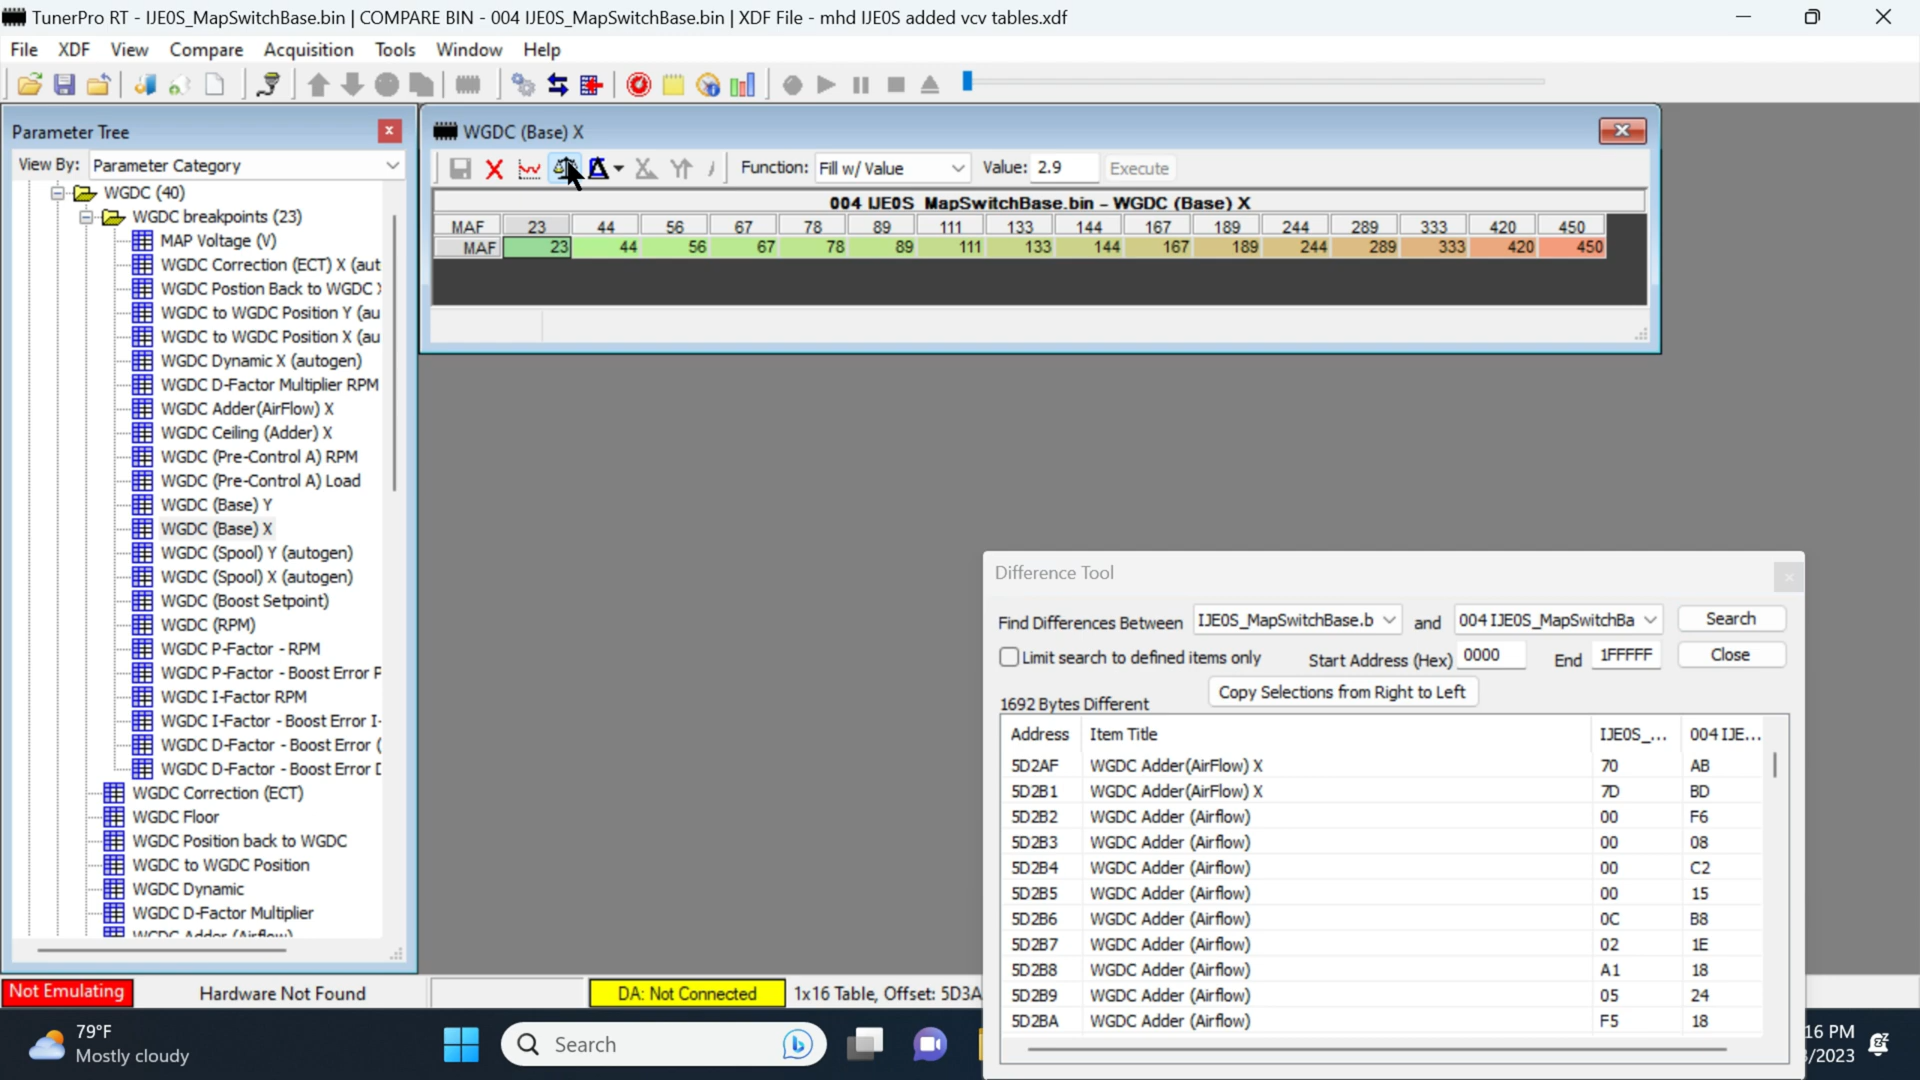 TunerPro RT - IJE0S_MapSwitchBase.bin | COMPARE BIN - 004 IJE0S_MapSwitchBase.bin | XDF File - mhd IJE0S added vcv tables.xdf
File XDF View Compare Acquisition Tools Window Help
Parameter Tree
View By: Parameter Category
WGDC (40)
WGDC breakpoints (23)
MAP Voltage (V)
WGDC Correction (ECT) X (aut
WGDC Postion Back to WGDC
WGDC to WGDC Position Y (au
WGDC to WGDC Position X (au
WGDC Dynamic X (autogen)
WGDC D-Factor Multiplier RPM
WGDC Adder(AirFlow) X
WGDC Ceiling (Adder) X
WGDC (Pre-Control A) RPM
WGDC (Pre-Control A) Load
WGDC (Base) Y
WGDC (Base) X
WGDC (Spool) Y (autogen)
WGDC (Spool) X (autogen)
WGDC (Boost Setpoint)
WGDC (RPM)
WGDC P-Factor - RPM
WGDC P-Factor - Boost Error P
WGDC I-Factor RPM
WGDC I-Factor - Boost Error I-
WGDC D-Factor - Boost Error (
WGDC D-Factor - Boost Error
WGDC Correction (ECT)
WGDC Floor
WGDC Position back to WGDC
WGDC to WGDC Position
WGDC Dynamic
WGDC D-Factor Multiplier
WGDC Adder (Airflow)
WGDC (Base) X
Function: Fill w/ Value Value: 2.9 Execute
004 IJE0S_MapSwitchBase.bin - WGDC (Base) X
MAF 23 44 56 67 78 89 111 133 144 167 189 244 289 333 420 450
MAF 23 44 56 67 78 89 111 133 144 167 189 244 289 333 420 450
Difference Tool
Find Differences Between IJE0S_MapSwitchBase.b and 004 IJE0S_MapSwitchBa Search
Limit search to defined items only Start Address (Hex) 0000 End 1FFFFF Close
1692 Bytes Different Copy Selections from Right to Left
Address Item Title IJE0S_... 004 IJE...
5D2AF WGDC Adder(AirFlow) X 70 AB
5D2B1 WGDC Adder(AirFlow) X 7D BD
5D2B2 WGDC Adder (Airflow) 00 F6
5D2B3 WGDC Adder (Airflow) 00 08
5D2B4 WGDC Adder (Airflow) 00 C2
5D2B5 WGDC Adder (Airflow) 00 15
5D2B6 WGDC Adder (Airflow) 0C B8
5D2B7 WGDC Adder (Airflow) 02 1E
5D2B8 WGDC Adder (Airflow) A1 18
5D2B9 WGDC Adder (Airflow) 05 24
5D2BA WGDC Adder (Airflow) F5 18
Not Emulating Hardware Not Found DA: Not Connected 1x16 Table, Offset: 5D3A
79°F
Mostly cloudy
Search
16 PM
/2023